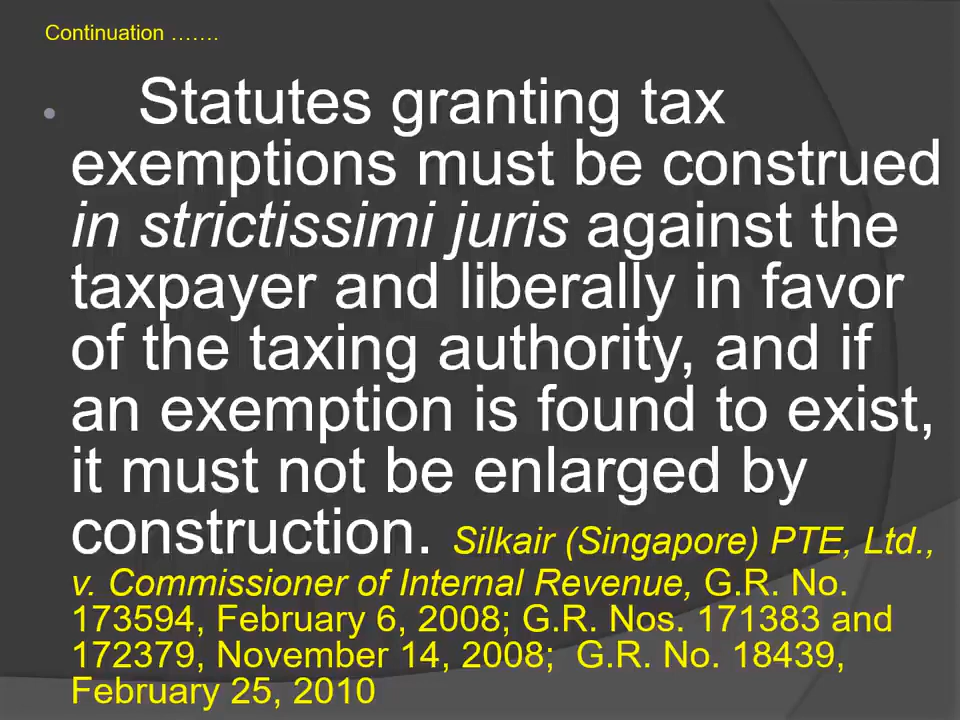 Continuation …….
• Statutes granting tax
exemptions must be construed
in strictissimi juris against the
taxpayer and liberally in favor
of the taxing authority, and if
an exemption is found to exist,
it must not be enlarged by
construction. Silkair (Singapore) PTE, Ltd.,
v. Commissioner of Internal Revenue, G.R. No.
173594, February 6, 2008; G.R. Nos. 171383 and
172379, November 14, 2008;  G.R. No. 18439,
February 25, 2010